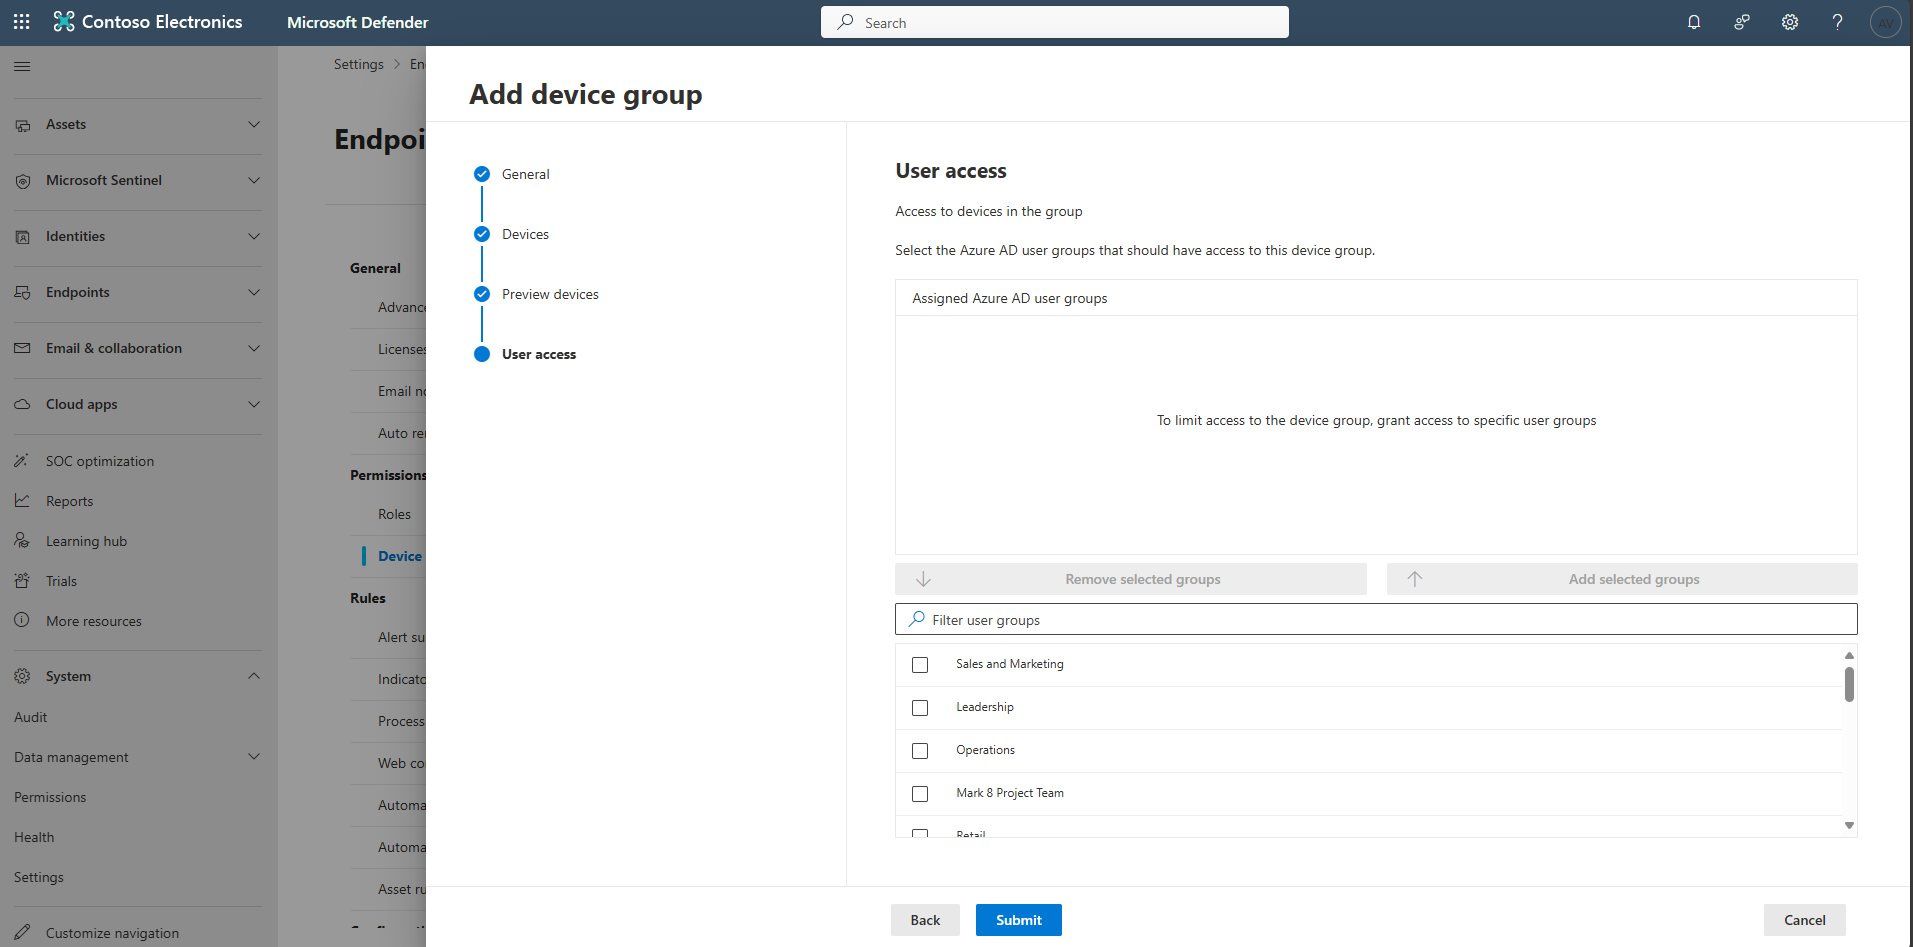 Contoso Electronics
Microsoft Defender
Search
AV
Assets
Microsoft Sentinel
Identities
Endpoints
Email & collaboration
Cloud apps
SOC optimization
Reports
Learning hub
Trials
More resources
System
Audit
Data management
Permissions
Health
Settings
Customize navigation
Settings > En
Endpoi
General
Advance
Licenses
Email no
Auto re
Permissions
Roles
Device
Rules
Alert su
Indicato
Process
Web co
Automa
Automa
Asset ru
Add device group
General
Devices
Preview devices
User access
User access
Access to devices in the group
Select the Azure AD user groups that should have access to this device group.
Assigned Azure AD user groups
To limit access to the device group, grant access to specific user groups
Remove selected groups
Add selected groups
Filter user groups
Sales and Marketing
Leadership
Operations
Mark 8 Project Team
Retail
Back
Submit
Cancel